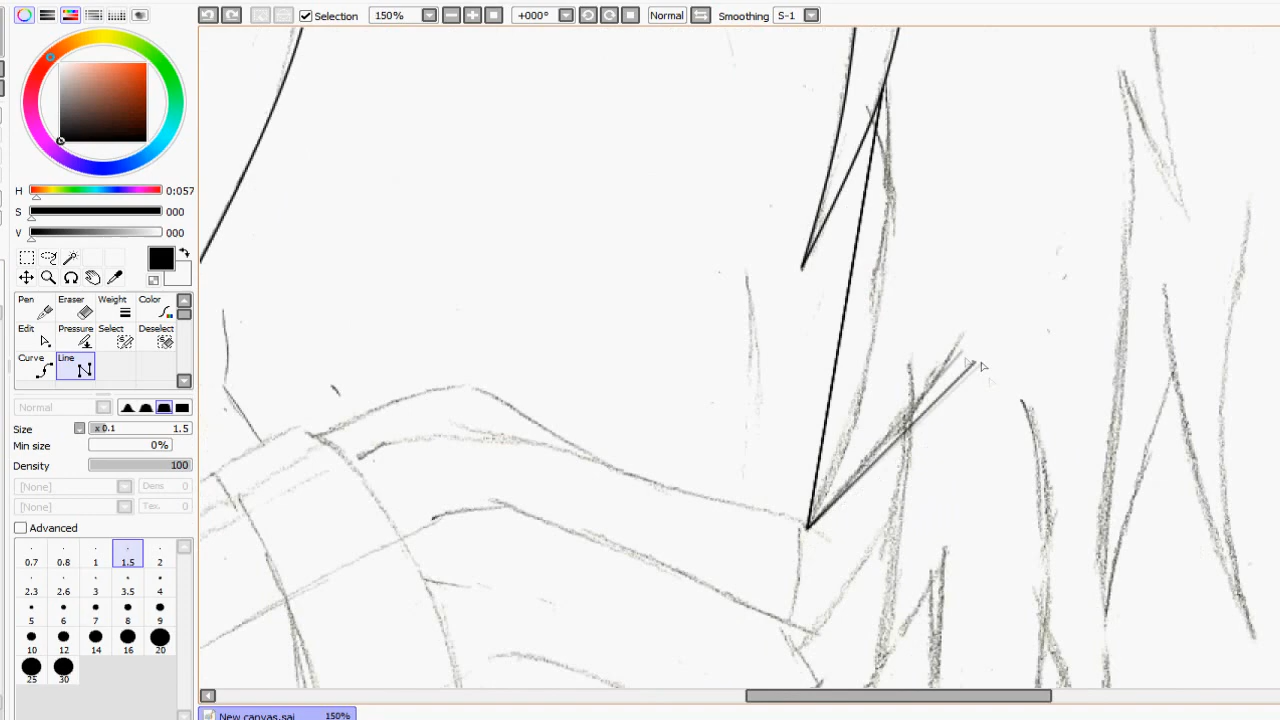 Selection 150% +000° Normal Smoothing S-1
H 0:057
S 000
V 000
Pen Eraser Weight Color
Edit Pressure Select Deselect
Curve Line
Normal
Size x 0.1 1.5
Min size 0%
Density 100
[None] Dens 0
[None] Tex. 0
Advanced
0.7 0.8 1 1.5 2
2.3 2.6 3 3.5 4
5 6 7 8 9
10 12 14 16 20
25 30
New canvas.sai 150%